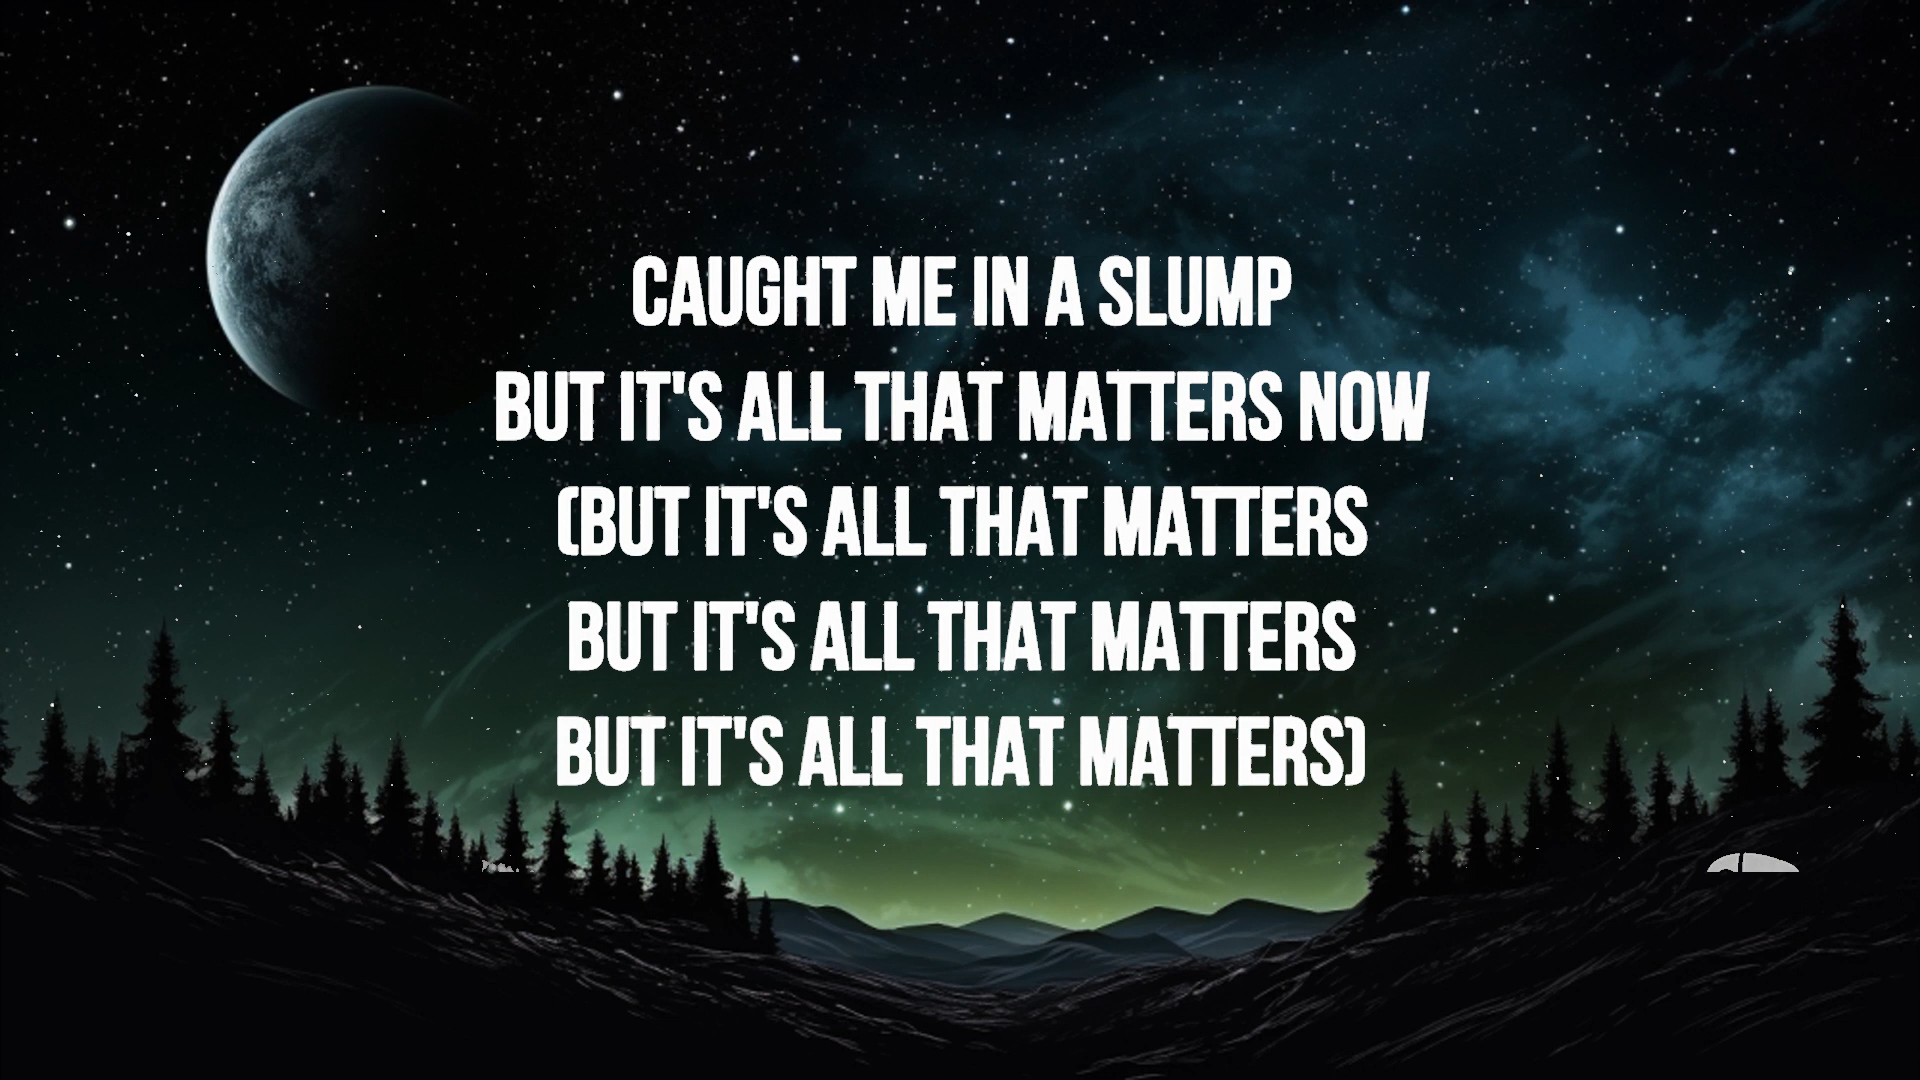 CAUGHT ME IN A SLUMP
BUT IT'S ALL THAT MATTERS NOW
(BUT IT'S ALL THAT MATTERS
BUT IT'S ALL THAT MATTERS
BUT IT'S ALL THAT MATTERS)